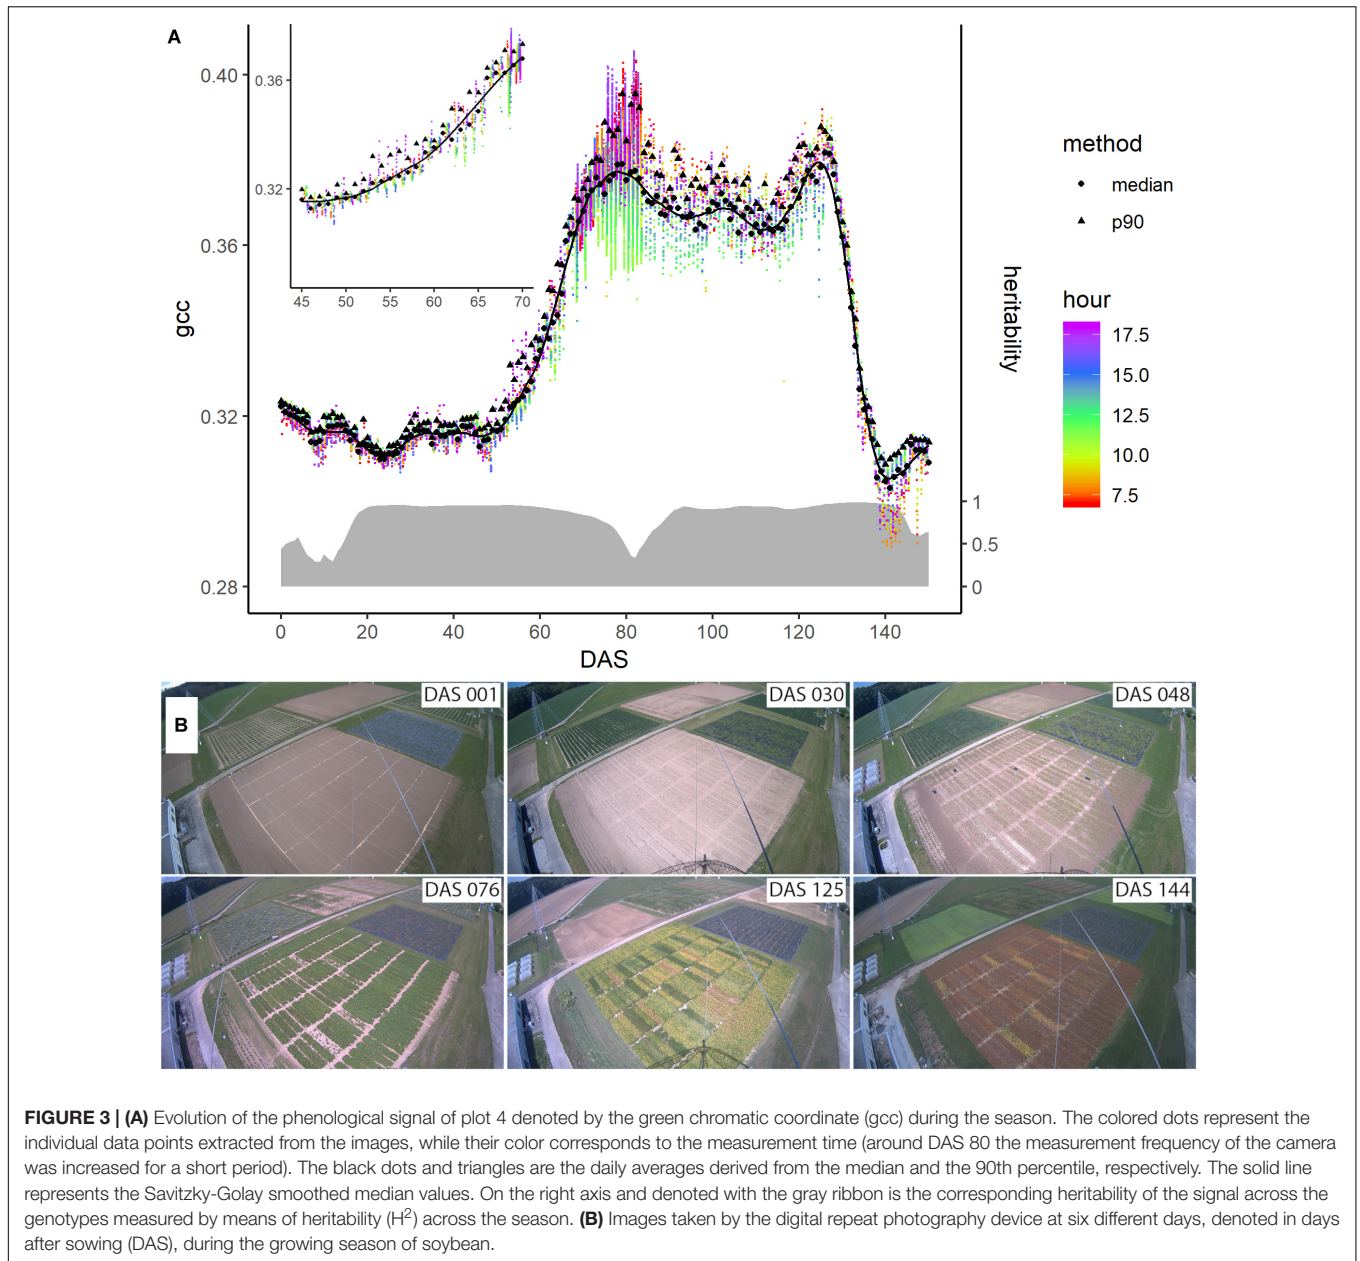 A
0.40
0.36
0.32
0.28
gcc
0.36
0.32
45 50 55 60 65 70
0 20 40 60 80 100 120 140
DAS
1
0.5
0
heritability
method
median
p90
hour
17.5
15.0
12.5
10.0
7.5
B
DAS 001
DAS 030
DAS 048
DAS 076
DAS 125
DAS 144
FIGURE 3 | (A) Evolution of the phenological signal of plot 4 denoted by the green chromatic coordinate (gcc) during the season. The colored dots represent the
individual data points extracted from the images, while their color corresponds to the measurement time (around DAS 80 the measurement frequency of the camera
was increased for a short period). The black dots and triangles are the daily averages derived from the median and the 90th percentile, respectively. The solid line
represents the Savitzky-Golay smoothed median values. On the right axis and denoted with the gray ribbon is the corresponding heritability of the signal across the
genotypes measured by means of heritability (H²) across the season. (B) Images taken by the digital repeat photography device at six different days, denoted in days
after sowing (DAS), during the growing season of soybean.